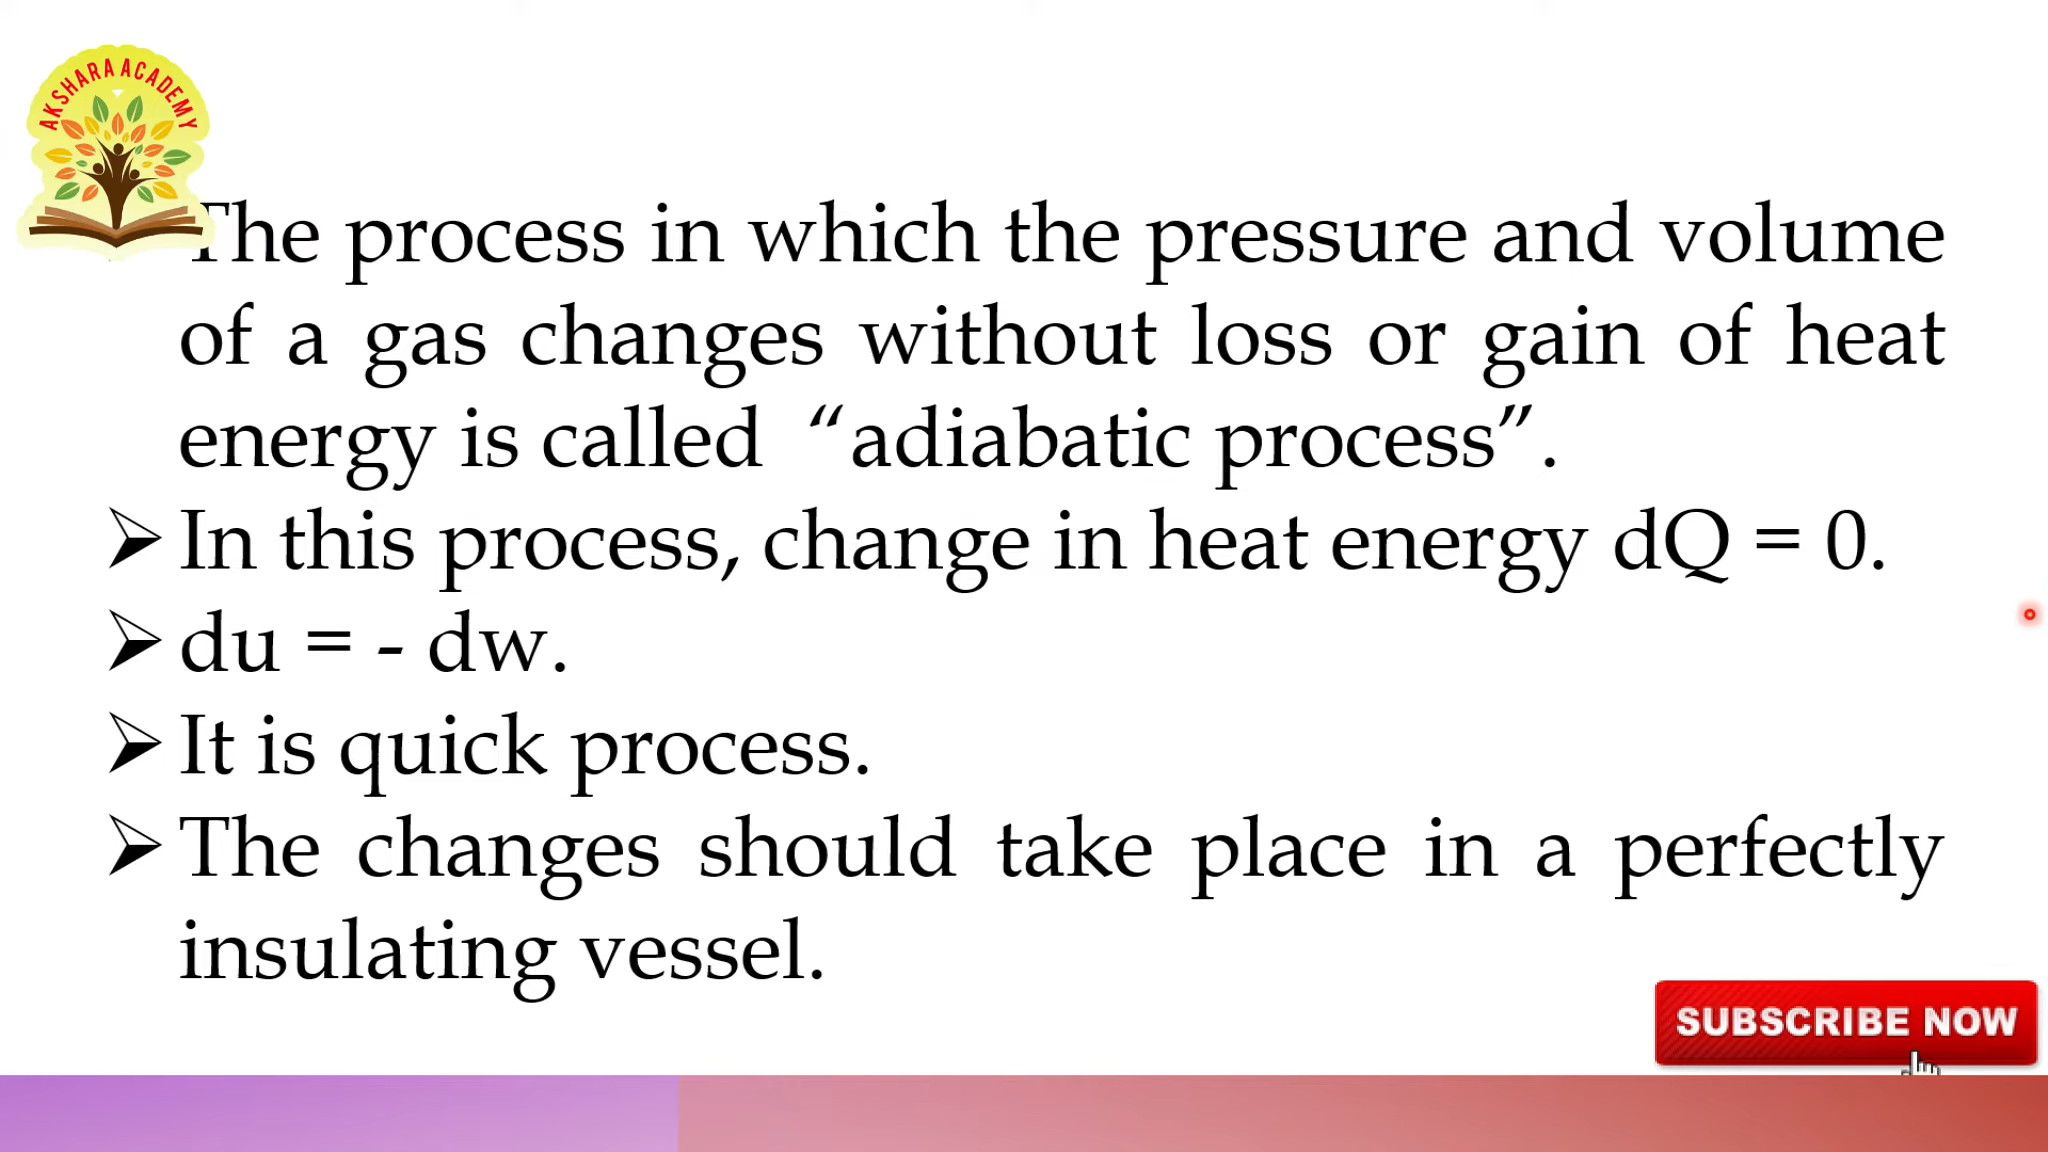 AKSHARA ACADEMY
The process in which the pressure and volume
of a gas changes without loss or gain of heat
energy is called “adiabatic process”.
➢ In this process, change in heat energy dQ = 0.
➢ du = - dw.
➢ It is quick process.
➢ The changes should take place in a perfectly
insulating vessel.
SUBSCRIBE NOW